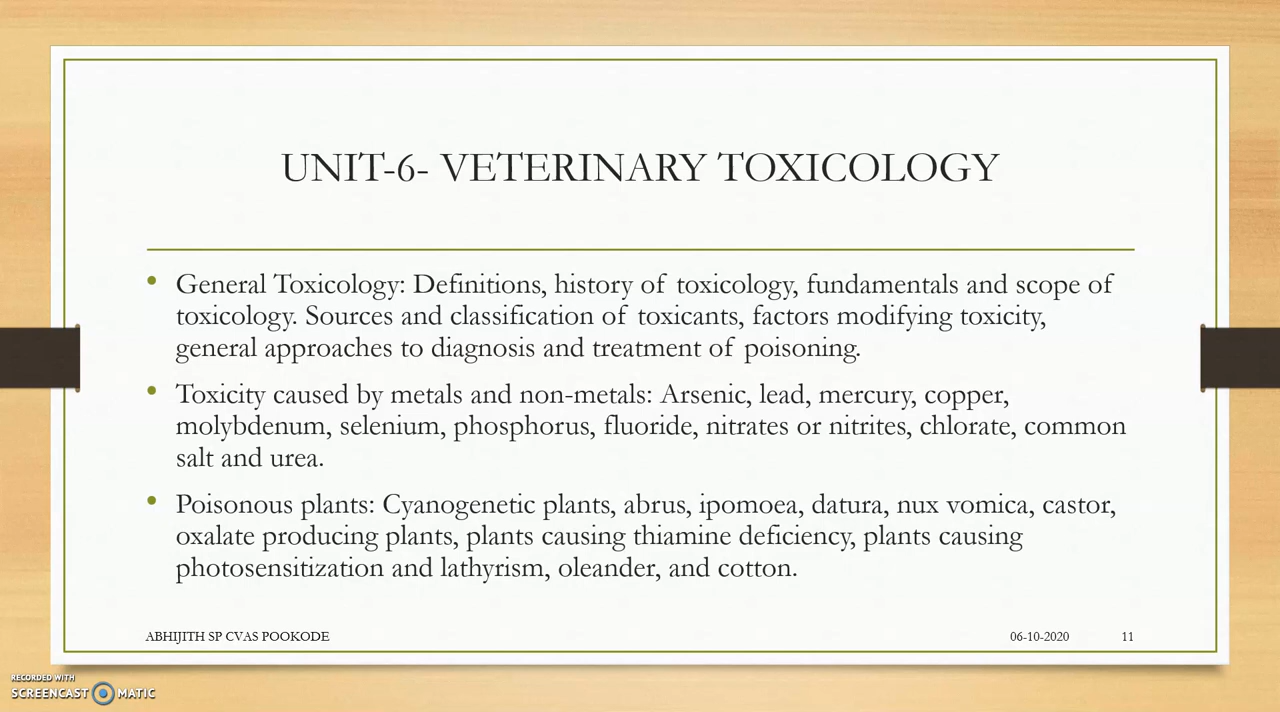 UNIT-6- VETERINARY TOXICOLOGY
• General Toxicology: Definitions, history of toxicology, fundamentals and scope of
toxicology. Sources and classification of toxicants, factors modifying toxicity,
general approaches to diagnosis and treatment of poisoning.
• Toxicity caused by metals and non-metals: Arsenic, lead, mercury, copper,
molybdenum, selenium, phosphorus, fluoride, nitrates or nitrites, chlorate, common
salt and urea.
• Poisonous plants: Cyanogenetic plants, abrus, ipomoea, datura, nux vomica, castor,
oxalate producing plants, plants causing thiamine deficiency, plants causing
photosensitization and lathyrism, oleander, and cotton.
ABHIJITH SP CVAS POOKODE 06-10-2020 11
RECORDED WITH
SCREENCAST MATIC